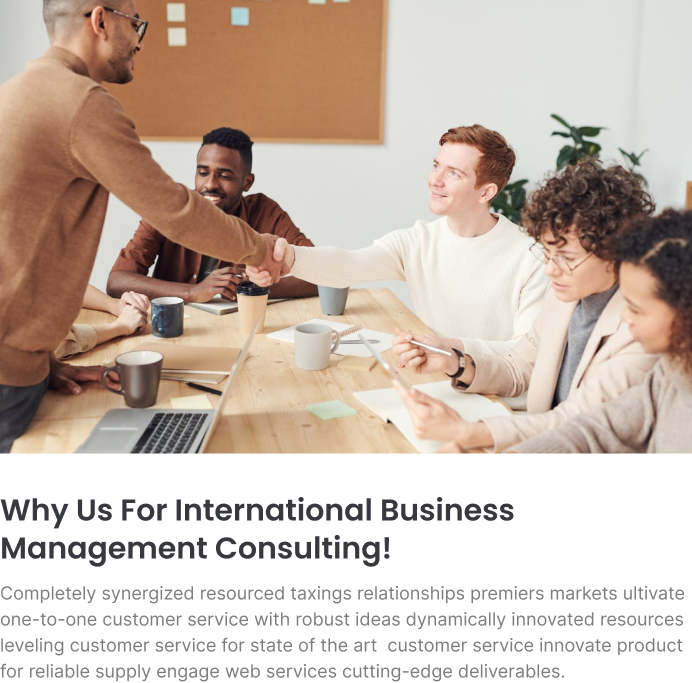 Why Us For International Business
Management Consulting!
Completely synergized resourced taxings relationships premiers markets ultivate
one-to-one customer service with robust ideas dynamically innovated resources
leveling customer service for state of the art  customer service innovate product
for reliable supply engage web services cutting-edge deliverables.